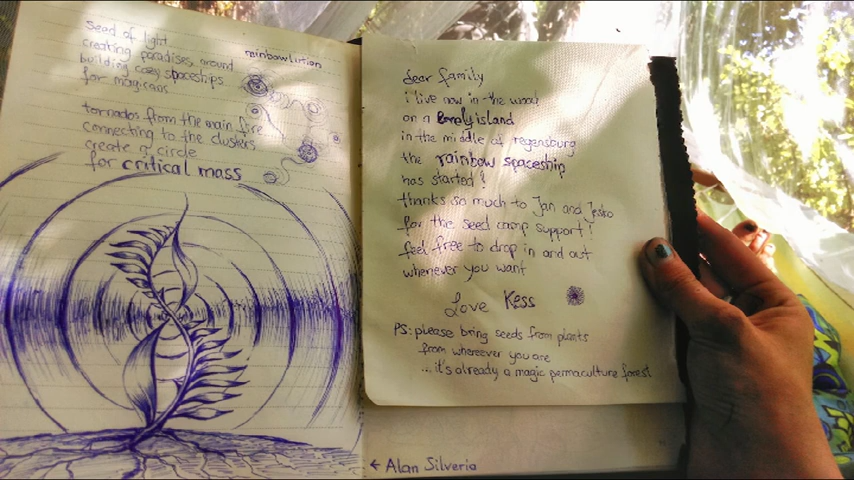 seed of light
creating paradises, around
building cozy spaceships
for magicans
rainbowlution
tornados from the main fire
connecting to the clusters
create a circle
for critical mass
dear family
i live now in the wood
on a lovely island
in the middle of regensburg
the rainbow spaceship
has started!
thanks so much to Jan and
for the seed camp support!
feel free to drop in and out
whenever you want
Love Kess
PS: please bring seeds from plants
from whereever you are
... it's already a magic permaculture forest
← Alan Silveria